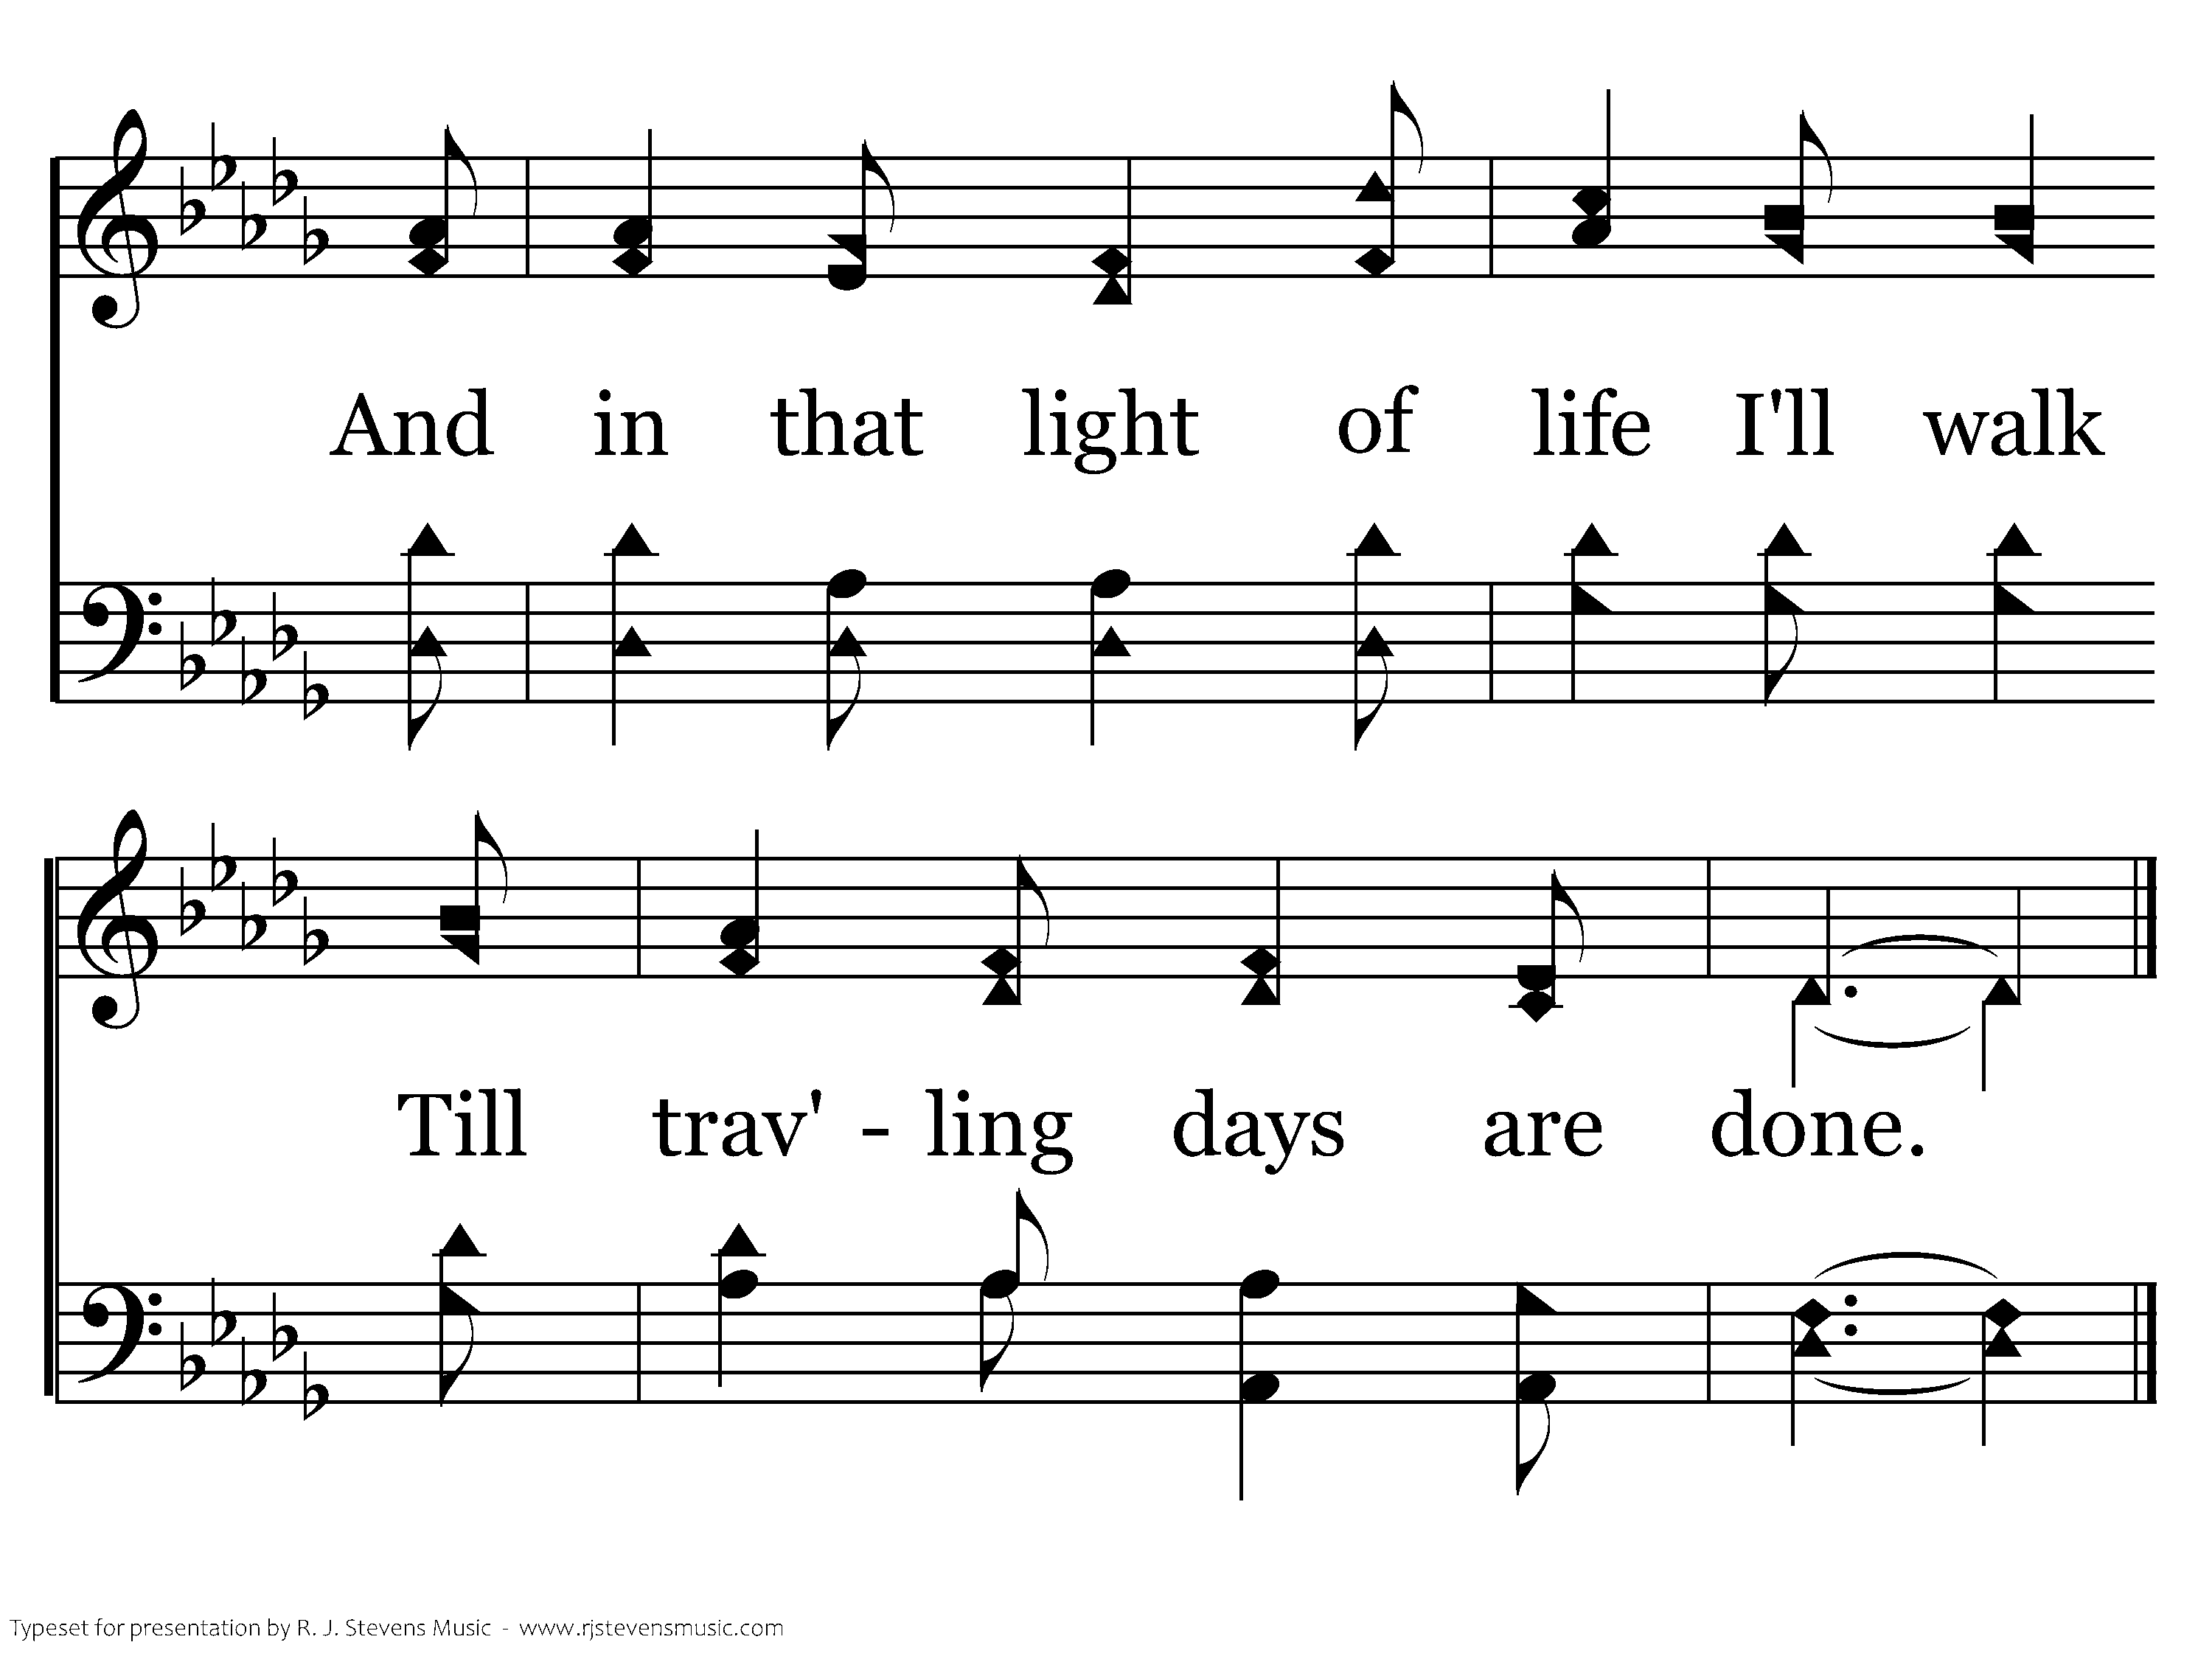 And in that light of life I'll walk
Till trav' - ling days are done.
Typeset for presentation by R. J. Stevens Music - www.rjstevensmusic.com